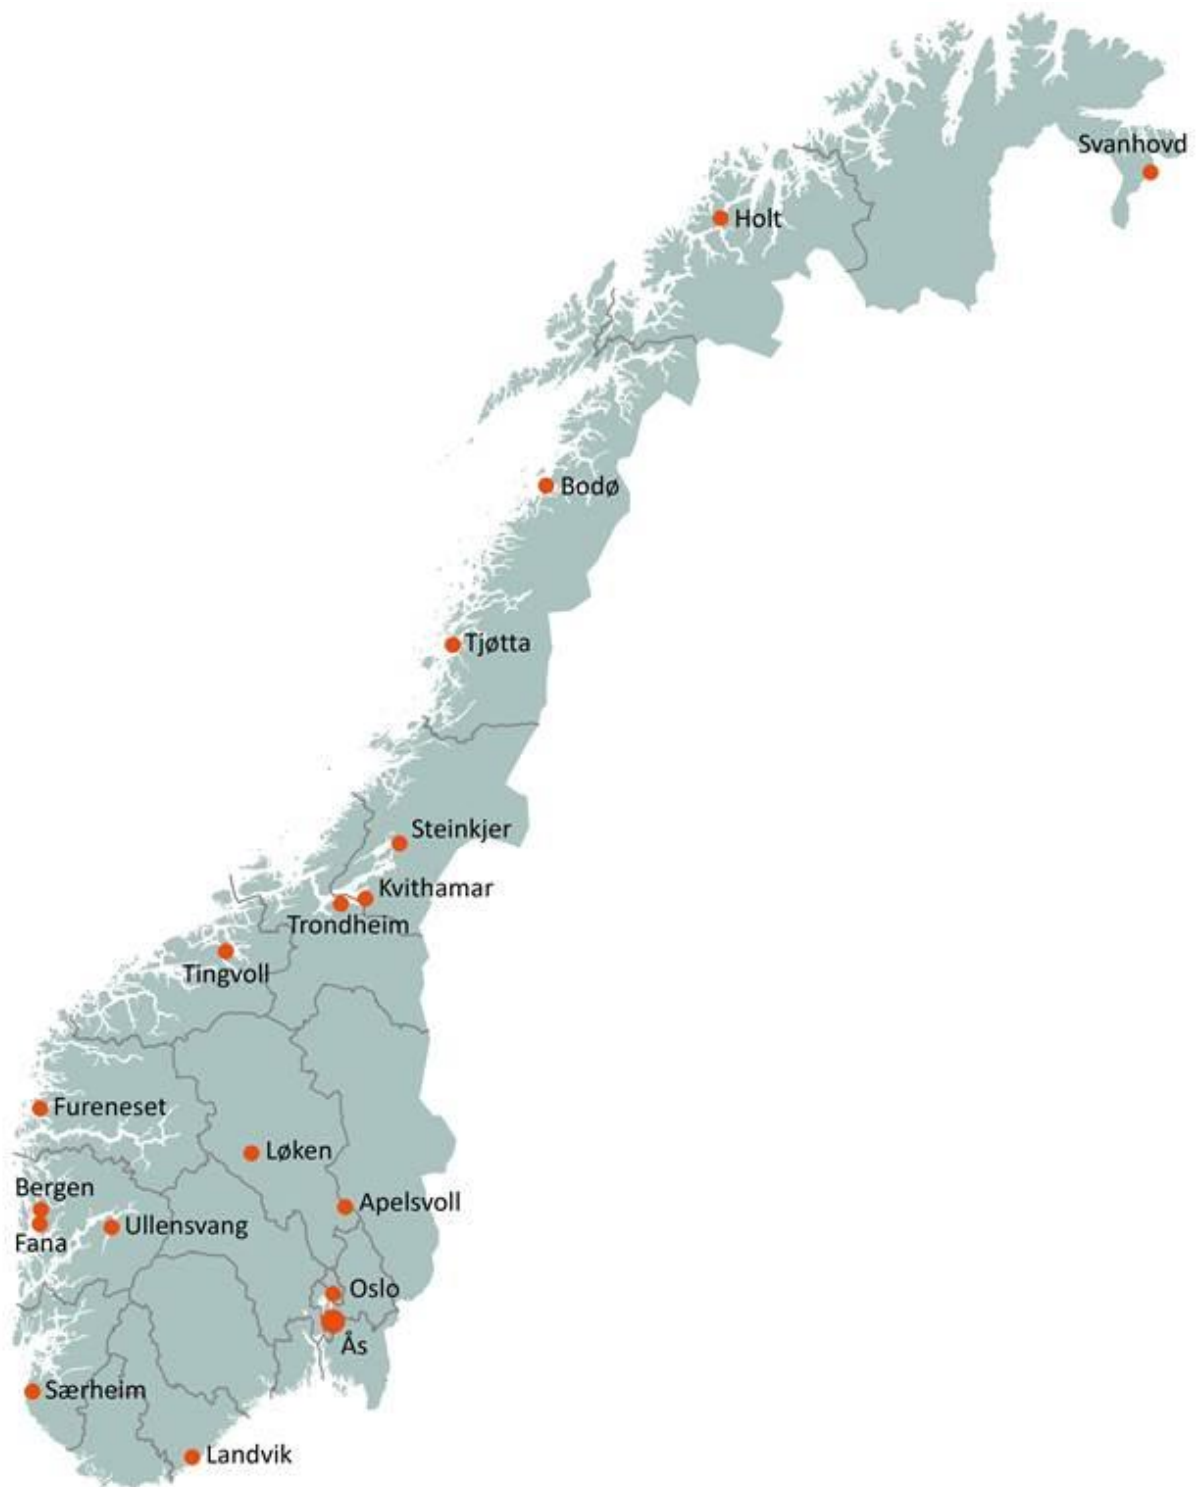 Svanhovd
Holt
Bodø
Tjøtta
Steinkjer
Kvithamar
Trondheim
Tingvoll
Fureneset
Løken
Bergen
Apelsvoll
Ullensvang
Fana
Oslo
Ås
Særheim
Landvik